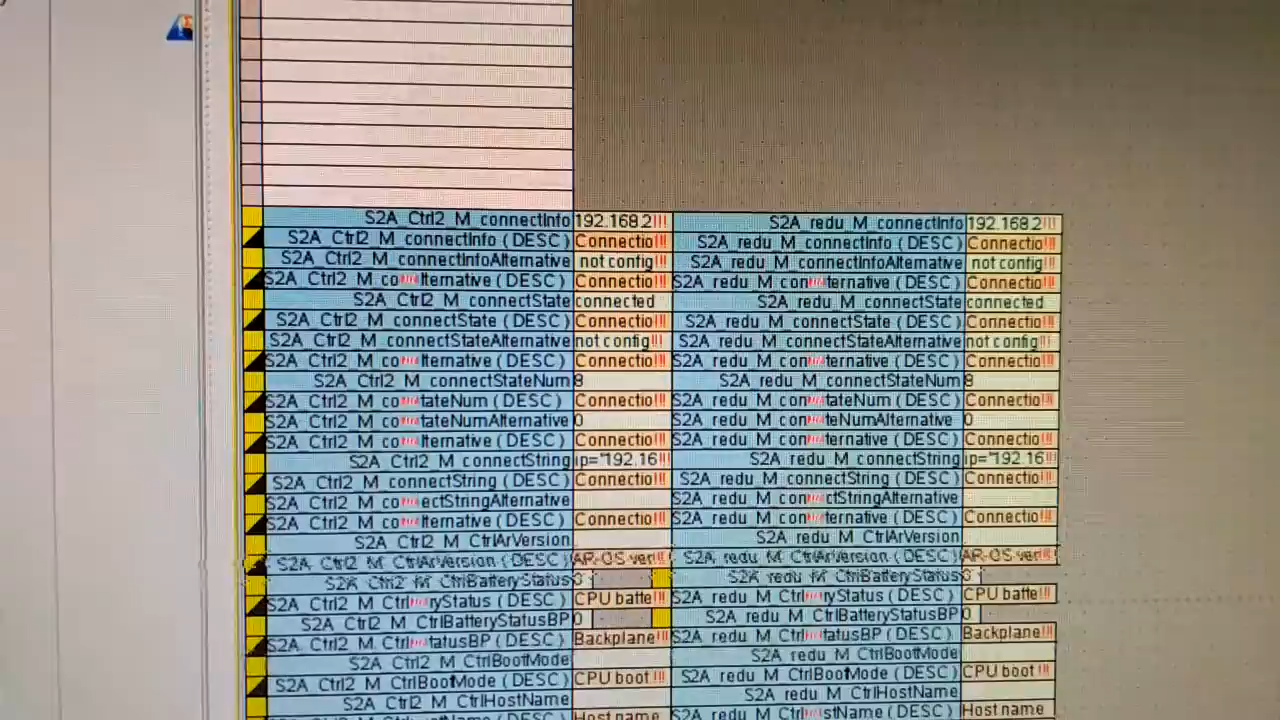 S2A_Ctrl2_M_connectInfo 192.168.2!!! S2A_redu_M_connectInfo 192.168.2!!!
S2A_Ctrl2_M_connectInfo (DESC) Connectio!!! S2A_redu_M_connectInfo (DESC) Connectio!!!
S2A_Ctrl2_M_connectInfoAlternative not config!!! S2A_redu_M_connectInfoAlternative not config!!!
S2A_Ctrl2_M_co!!!lternative (DESC) Connectio!!! S2A_redu_M_con!!!ternative (DESC) Connectio!!!
S2A_Ctrl2_M_connectState connected S2A_redu_M_connectState connected
S2A_Ctrl2_M_connectState (DESC) Connectio!!! S2A_redu_M_connectState (DESC) Connectio!!!
S2A_Ctrl2_M_connectStateAlternative not config!!! S2A_redu_M_connectStateAlternative not config!!!
S2A_Ctrl2_M_co!!!lternative (DESC) Connectio!!! S2A_redu_M_con!!!ternative (DESC) Connectio!!!
S2A_Ctrl2_M_connectStateNum 8 S2A_redu_M_connectStateNum 8
S2A_Ctrl2_M_co!!!tateNum (DESC) Connectio!!! S2A_redu_M_con!!!tateNum (DESC) Connectio!!!
S2A_Ctrl2_M_co!!!tateNumAlternative 0 S2A_redu_M_con!!!teNumAlternative 0
S2A_Ctrl2_M_co!!!lternative (DESC) Connectio!!! S2A_redu_M_con!!!ternative (DESC) Connectio!!!
S2A_Ctrl2_M_connectString ip="192.16!!! S2A_redu_M_connectString ip="192.16!!!
S2A_Ctrl2_M_connectString (DESC) Connectio!!! S2A_redu_M_connectString (DESC) Connectio!!!
S2A_Ctrl2_M_co!!!ectStringAlternative S2A_redu_M_con!!!ctStringAlternative
S2A_Ctrl2_M_co!!!lternative (DESC) Connectio!!! S2A_redu_M_con!!!ternative (DESC) Connectio!!!
S2A_Ctrl2_M_CtrlArVersion S2A_redu_M_CtrlArVersion
S2A_Ctrl2_M_CtrlArVersion (DESC) AR-OS ver!!! S2A_redu_M_CtrlArVersion (DESC) AR-OS ver!!!
S2A_Ctrl2_M_CtrlBatteryStatus 0 S2A_redu_M_CtrlBatteryStatus 0
S2A_Ctrl2_M_Ctrl!!!ryStatus (DESC) CPU batte!!! S2A_redu_M_Ctrl!!!ryStatus (DESC) CPU batte!!!
S2A_Ctrl2_M_CtrlBatteryStatusBP 0 S2A_redu_M_CtrlBatteryStatusBP 0
S2A_Ctrl2_M_Ctrl!!!tatusBP (DESC) Backplane!!! S2A_redu_M_Ctrl!!!tatusBP (DESC) Backplane!!!
S2A_Ctrl2_M_CtrlBootMode S2A_redu_M_CtrlBootMode
S2A_Ctrl2_M_CtrlBootMode (DESC) CPU boot !!! S2A_redu_M_CtrlBootMode (DESC) CPU boot !!!
S2A_Ctrl2_M_CtrlHostName S2A_redu_M_CtrlHostName
Host name S2A_redu_M_Ctrl!!!stName (DESC) Host name